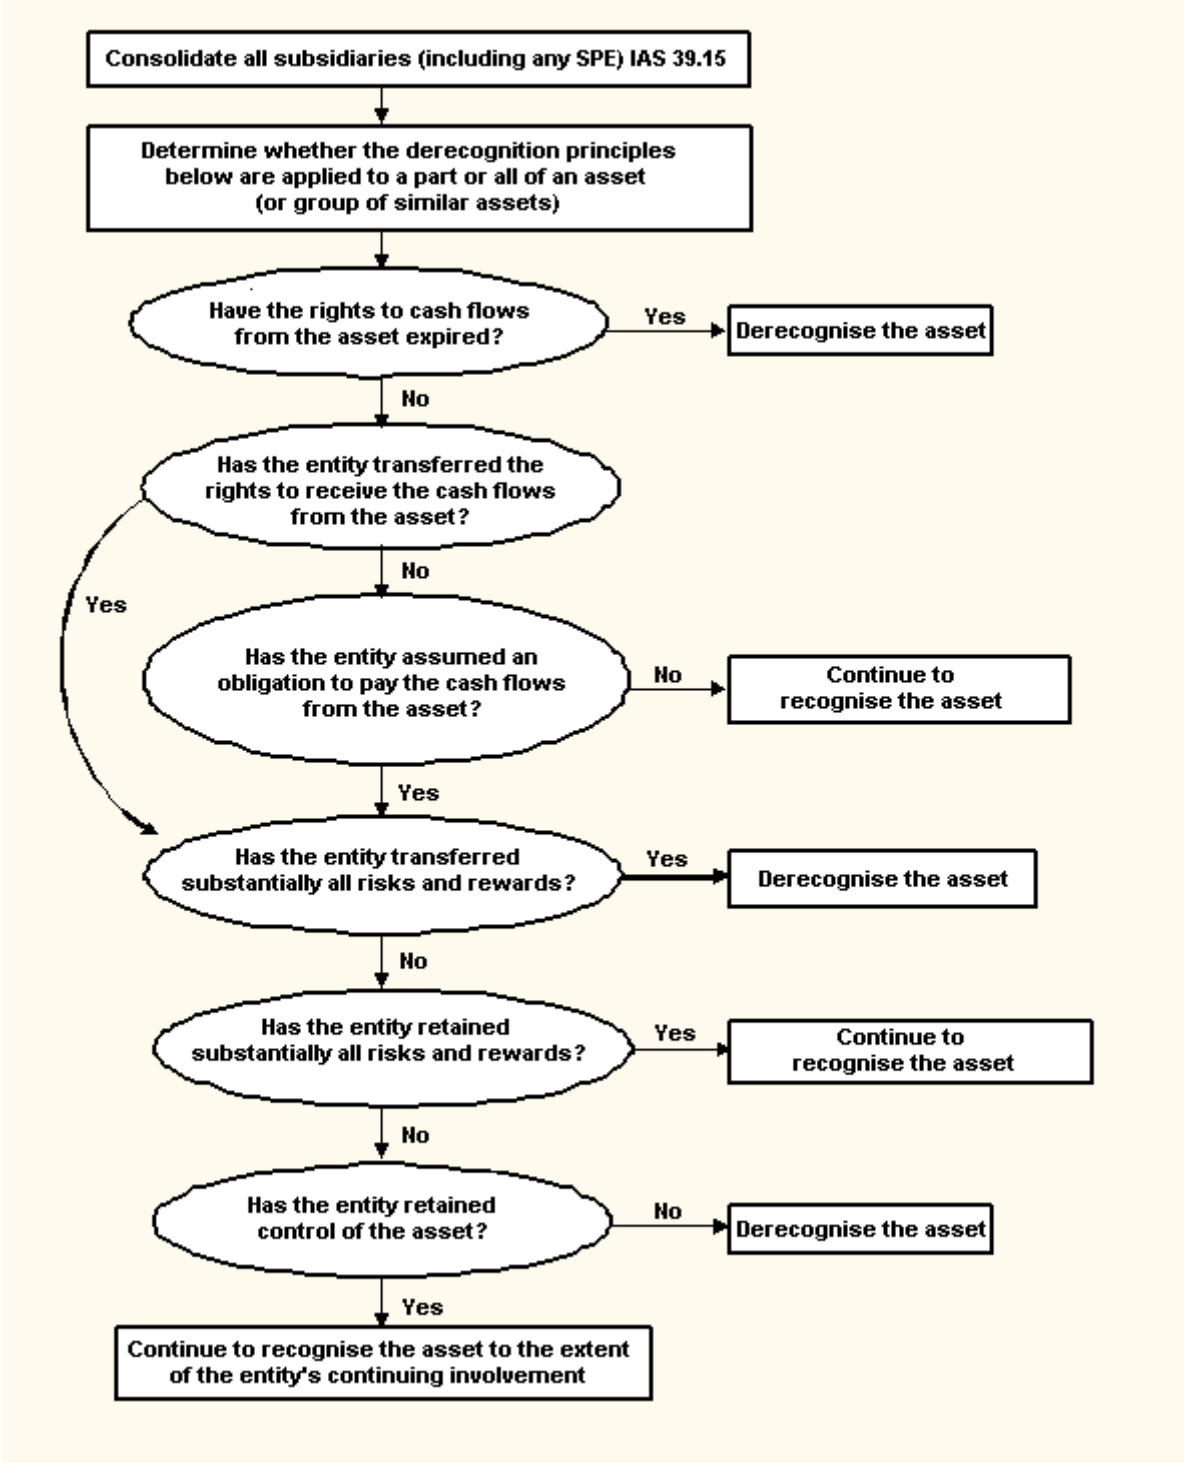 Consolidate all subsidiaries (including any SPE) IAS 39.15
Determine whether the derecognition principles
below are applied to a part or all of an asset
(or group of similar assets)
Have the rights to cash flows
from the asset expired?
Yes
Derecognise the asset
No
Has the entity transferred the
rights to receive the cash flows
from the asset?
Yes
No
Has the entity assumed an
obligation to pay the cash flows
from the asset?
No
Continue to
recognise the asset
Yes
Has the entity transferred
substantially all risks and rewards?
Yes
Derecognise the asset
No
Has the entity retained
substantially all risks and rewards?
Yes
Continue to
recognise the asset
No
Has the entity retained
control of the asset?
No
Derecognise the asset
Yes
Continue to recognise the asset to the extent
of the entity's continuing involvement